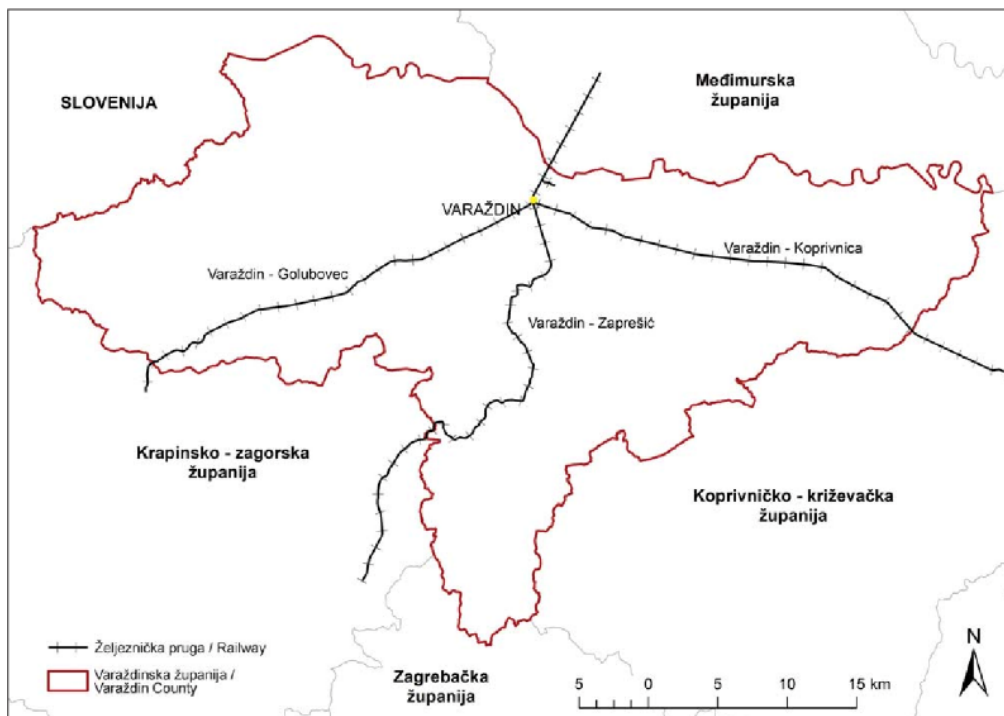 SLOVENIJA
Međimurska
županija
VARAŽDIN
Varaždin - Koprivnica
Varaždin - Golubovec
Varaždin - Zaprešić
Krapinsko - zagorska
županija
Koprivničko - križevačka
županija
Zagrebačka
županija
Željeznička pruga / Railway
Varaždinska županija /
Varaždin County
N
5 0 5 10 15 km